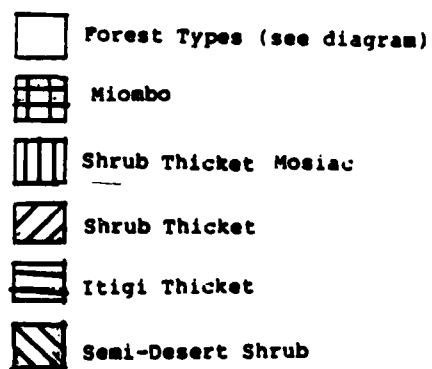 Forest Types (see diagram)
Miombo
Shrub Thicket Mosiac
Shrub Thicket
Itigi Thicket
Semi-Desert Shrub